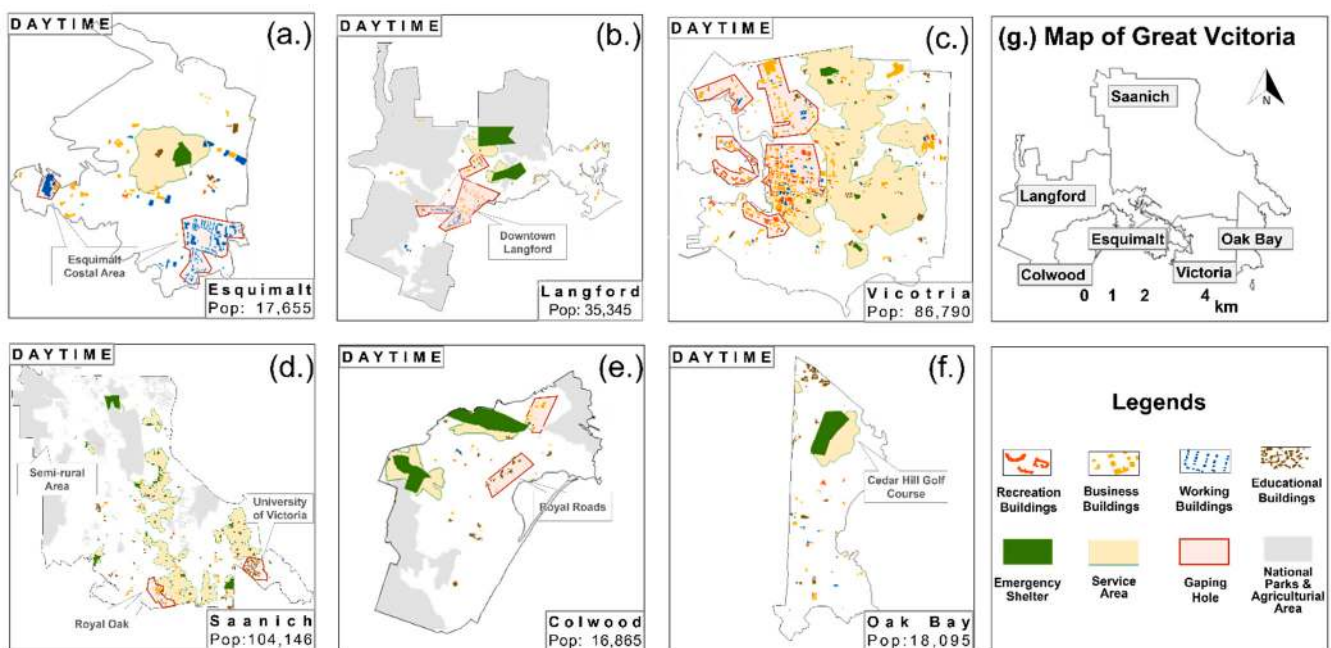 DAYTIME
(a.)
Esquimalt
Costal Area
Esquimalt
Pop: 17,655
DAYTIME
(b.)
Downtown
Langford
Langford
Pop: 35,345
DAYTIME
(c.)
Vicotria
Pop: 86,790
(g.) Map of Great Vcitoria
N
Saanich
Langford
Esquimalt
Oak Bay
Colwood
Victoria
0 1 2 4
km
DAYTIME
(d.)
Semi-rural
Area
University
of Victoria
Royal Oak
Saanich
Pop:104,146
DAYTIME
(e.)
Royal Roads
Colwood
Pop: 16,865
DAYTIME
(f.)
Cedar Hill Golf
Course
Oak Bay
Pop:18,095
Legends
Recreation
Buildings
Business
Buildings
Working
Buildings
Educational
Buildings
Emergency
Shelter
Service
Area
Gaping
Hole
National
Parks &
Agriculturial
Area